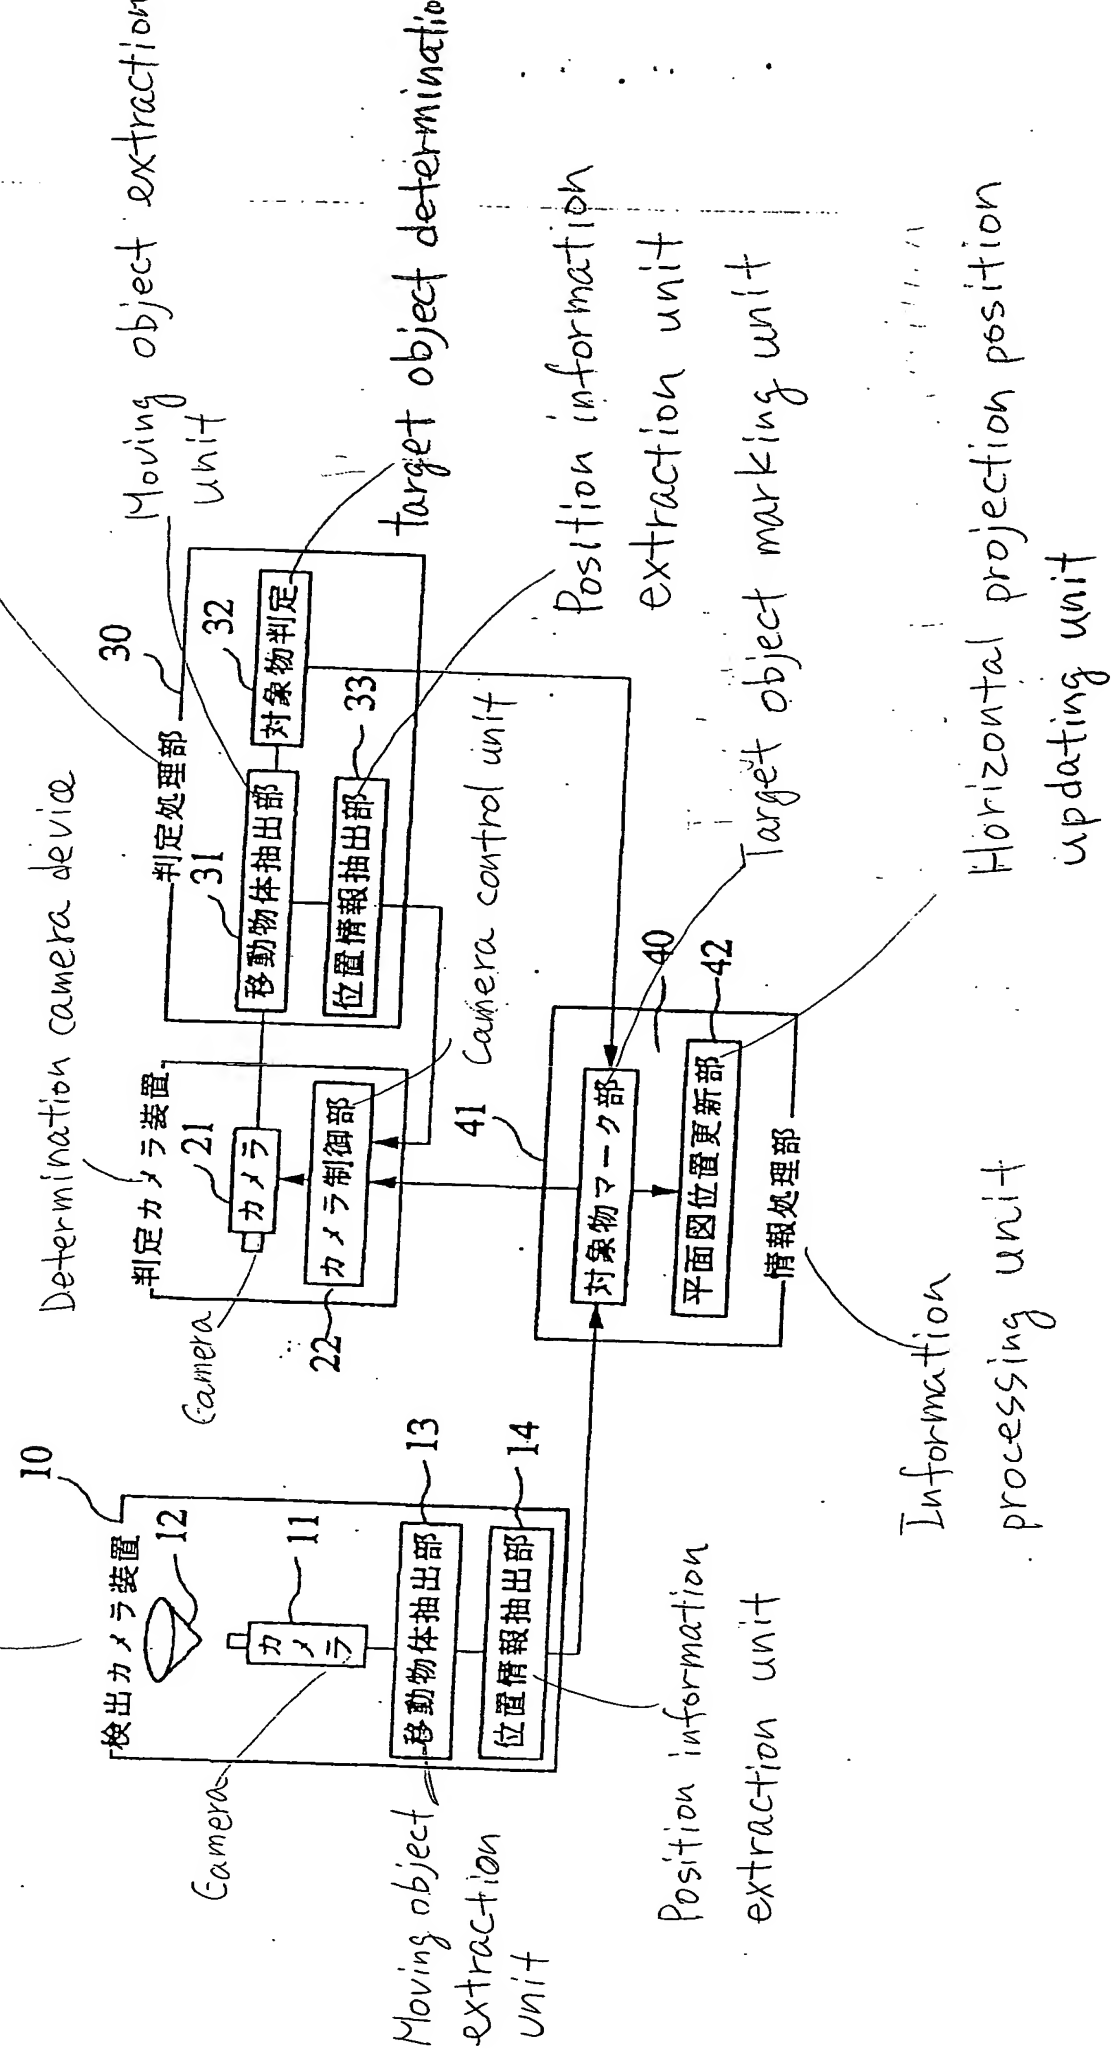 Moving object extraction
unit
target object determinatio
Position information
extraction unit
Target object marking unit
Horizontal projection position
updating unit
Determination camera device
Camera
Camera control unit
Information
processing unit
Camera
Moving object
extraction
unit
Position information
extraction unit
検出カメラ装置
10
12
11
カメラ
移動物体抽出部
13
位置情報抽出部
14
判定カメラ装置
21
カメラ
カメラ制御部
22
判定処理部
30
31
移動物体抽出部
32
対象物判定
33
位置情報抽出部
41
対象物マーク部
40
42
平面図位置更新部
情報処理部